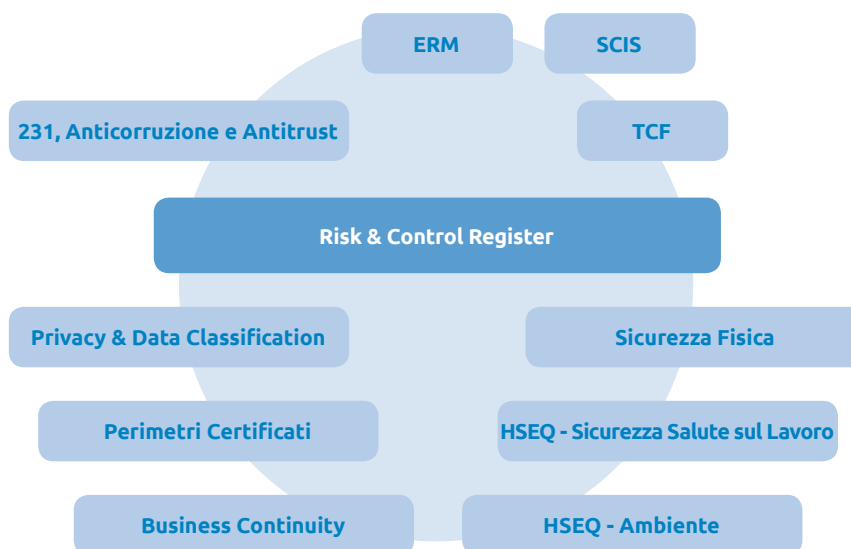 ERM
SCIS
231, Anticorruzione e Antitrust
TCF
Risk & Control Register
Privacy & Data Classification
Sicurezza Fisica
Perimetri Certificati
HSEQ - Sicurezza Salute sul Lavoro
Business Continuity
HSEQ - Ambiente